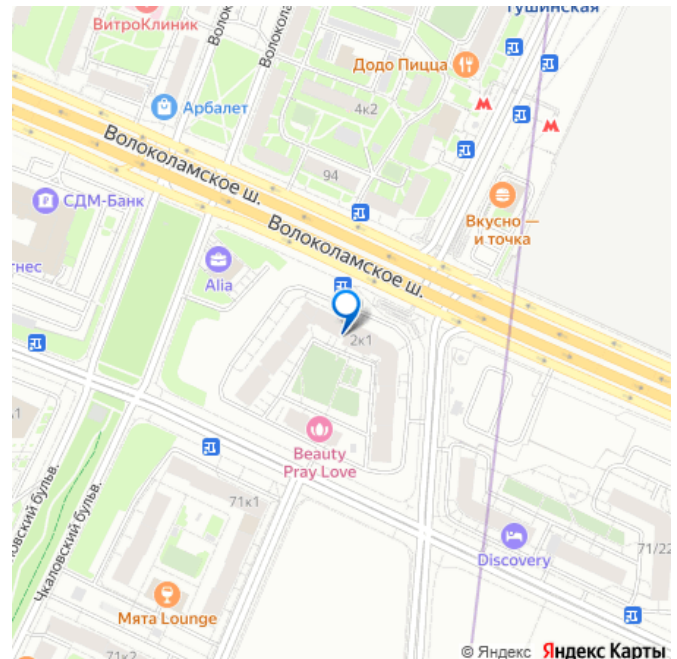 Тушинская
ВитроКлиник
Додо Пицца
Арбалет
4к2
Волоколамское ш.
94
СДМ-Банк
Вкусно —
и точка
Волоколамское ш.
Alia
2к1
Beauty
Pray Love
71к1
Чкаловский бульв.
Discovery
71/22
Мята Lounge
71к2
© Яндекс Яндекс Карты